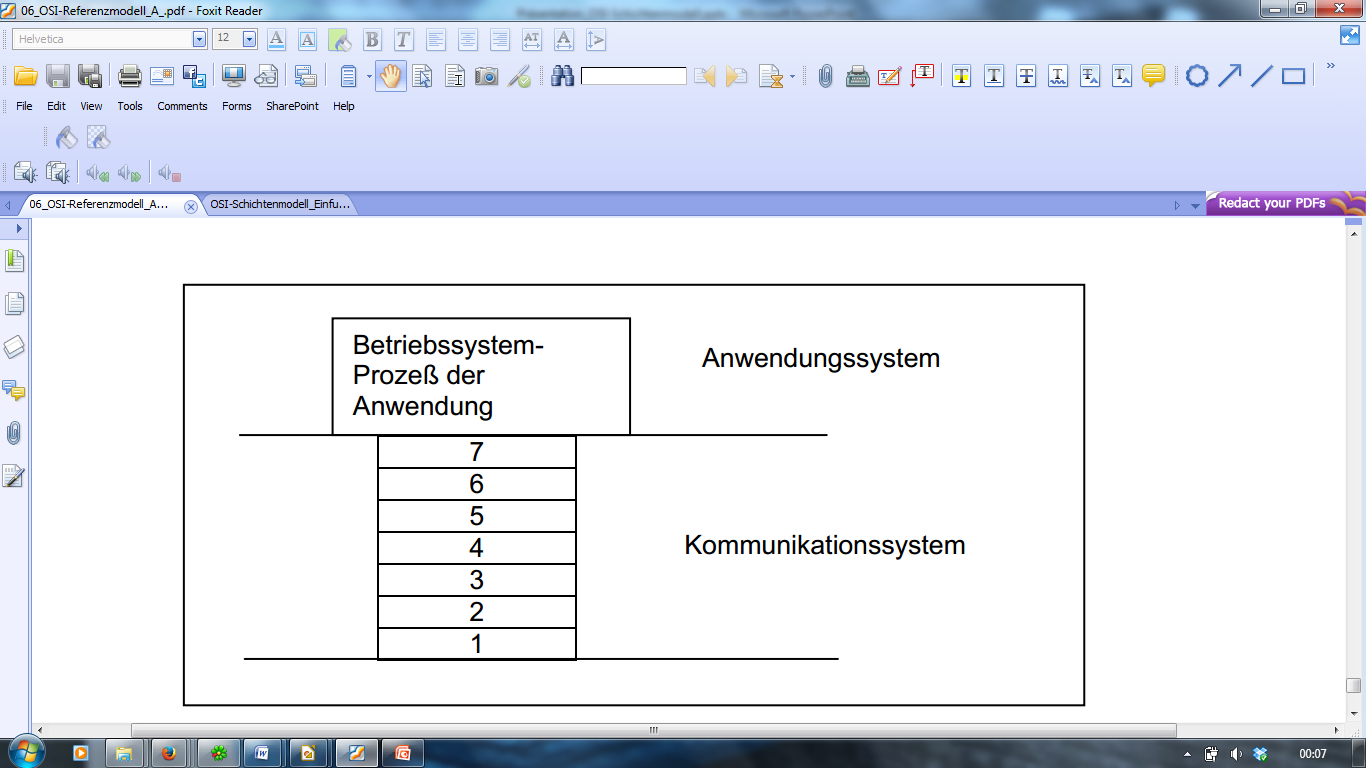 06_OSI-Referenzmodell_A_.pdf - Foxit Reader
Helvetica 12
File Edit View Tools Comments Forms SharePoint Help
06_OSI-Referenzmodell_A... OSI-Schichtenmodell_Einfu... Redact your PDFs
Betriebssystem-
Prozeß der
Anwendung
Anwendungssystem
7
6
5
4
3
2
1
Kommunikationssystem
00:07